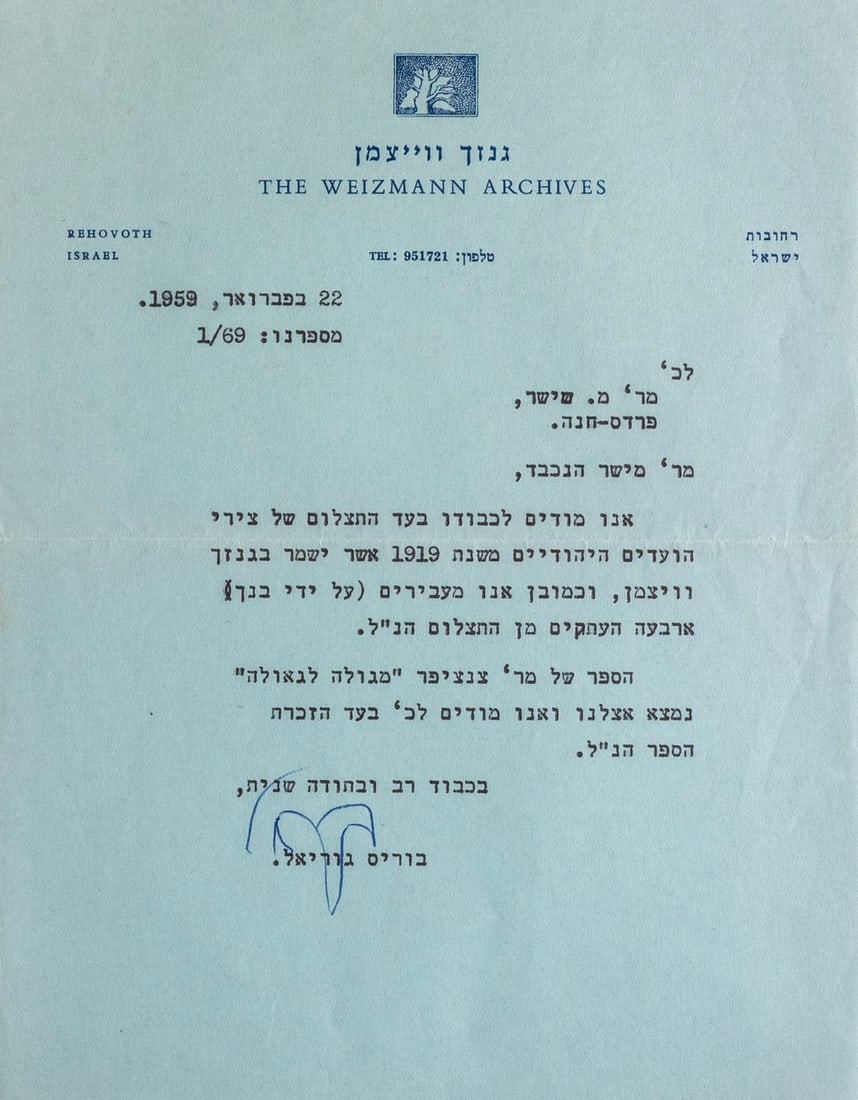 גנזך ווייצמן
THE WEIZMANN ARCHIVES
REHOVOTH
ISRAEL
TEL: 951721 :טלפון
רחובות
ישראל
22 בפברואר, 1959.
מספרנו: 1/69
לכ'
מר' מ. שישר,
פרדס-חנה.
מר' מישר הנכבד,
אנו מודים לכבודו בעד התצלום של צירי
הועדים היהודיים משנת 1919 אשר ישמר בגנזך
וויצמן, וכמובן אנו מעבירים (על ידי בנך)
ארבעה העתקים מן התצלום הנ"ל.
הספר של מר' צנציפר "מגולה לגאולה"
נמצא אצלנו ואנו מודים לכ' בעד הזכרת
הספר הנ"ל.
בכבוד רב ובתודה שנית,
בוריס גוריאל.